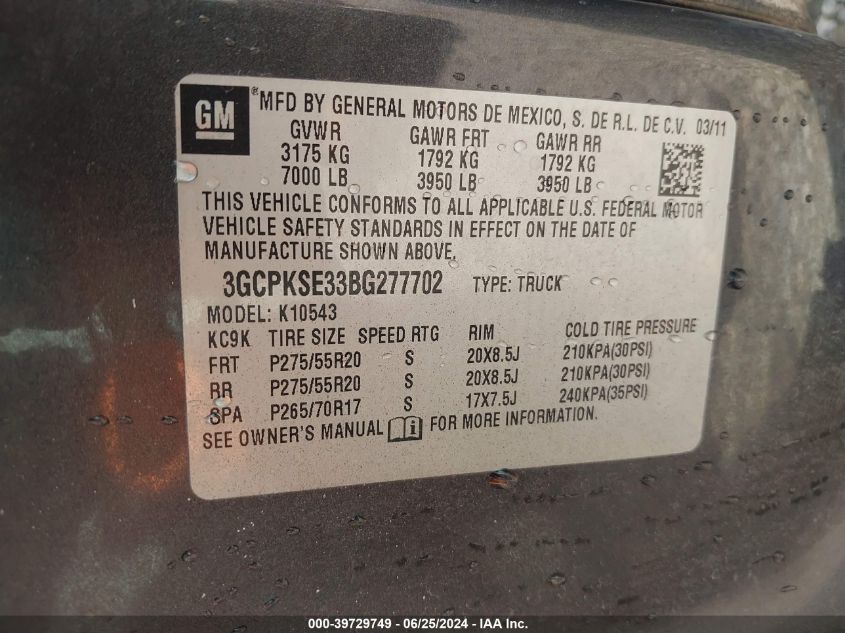 GM ® MFD BY GENERAL MOTORS DE MEXICO, S. DE R.L. DE C.V. 03/11
GVWR GAWR FRT GAWR RR
3175 KG 1792 KG 1792 KG
7000 LB 3950 LB 3950 LB
THIS VEHICLE CONFORMS TO ALL APPLICABLE U.S. FEDERAL MOTOR
VEHICLE SAFETY STANDARDS IN EFFECT ON THE DATE OF
MANUFACTURE SHOWN ABOVE.
3GCPKSE33BG277702 TYPE: TRUCK
MODEL: K10543
KC9K TIRE SIZE SPEED RTG RIM COLD TIRE PRESSURE
FRT P275/55R20 S 20X8.5J 210KPA(30PSI)
RR P275/55R20 S 20X8.5J 210KPA(30PSI)
SPA P265/70R17 S 17X7.5J 240KPA(35PSI)
SEE OWNER'S MANUAL i FOR MORE INFORMATION.
000-39729749 - 06/25/2024 - IAA Inc.